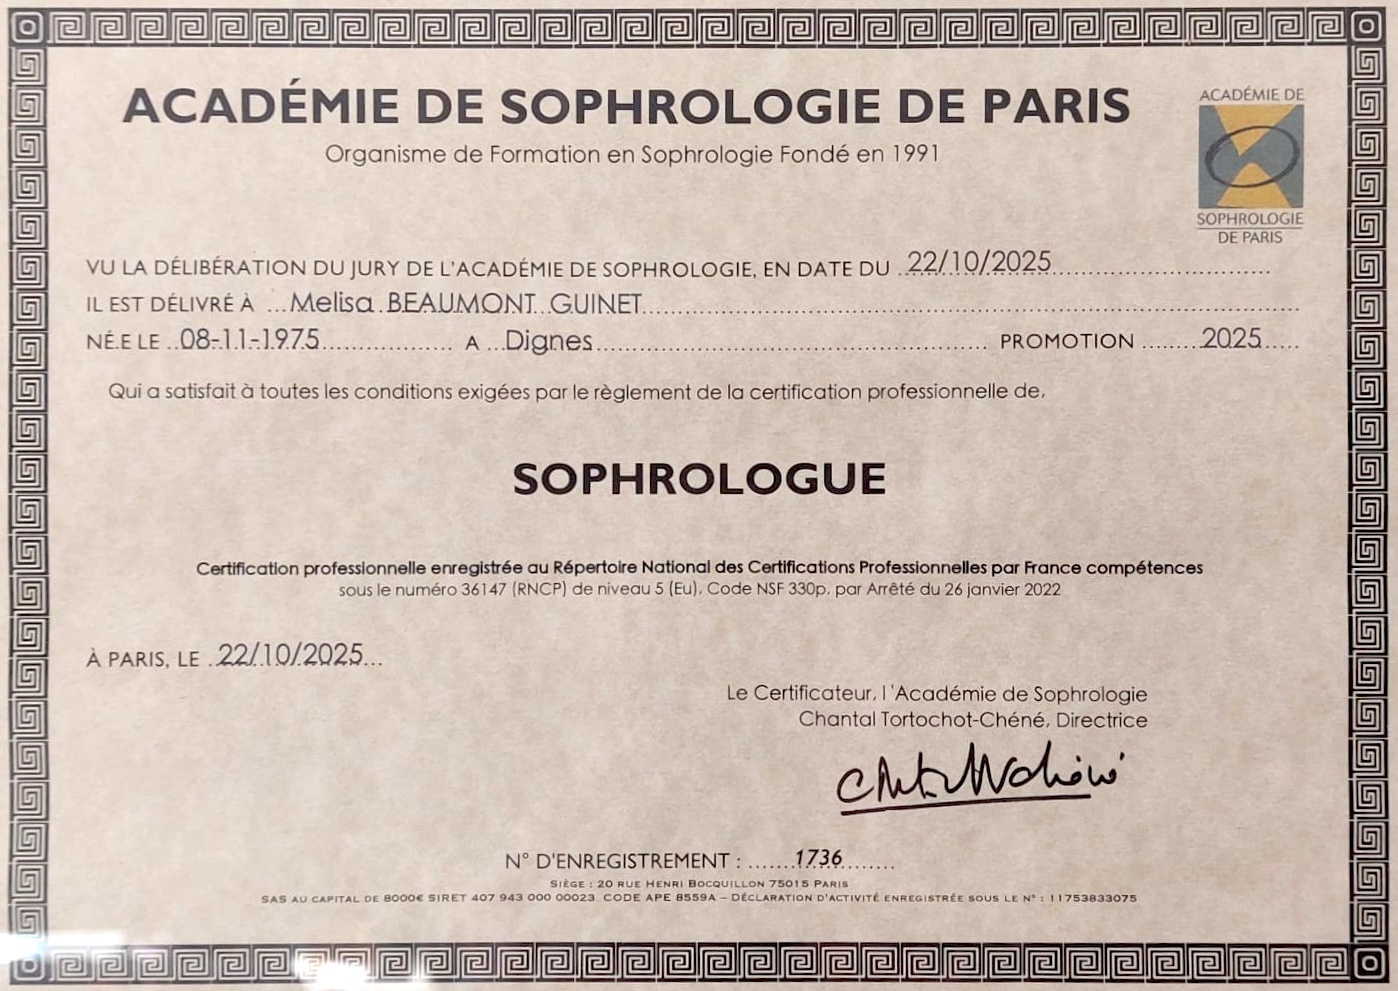 ACADÉMIE DE SOPHROLOGIE DE PARIS
Organisme de Formation en Sophrologie Fondé en 1991
ACADÉMIE DE
SOPHROLOGIE
DE PARIS
VU LA DÉLIBÉRATION DU JURY DE L'ACADÉMIE DE SOPHROLOGIE, EN DATE DU 22/10/2025
IL EST DÉLIVRÉ À Melisa BEAUMONT GUINET
NÉ.E LE 08-11-1975 A Dignes PROMOTION 2025
Qui a satisfait à toutes les conditions exigées par le règlement de la certification professionnelle de,
SOPHROLOGUE
Certification professionnelle enregistrée au Répertoire National des Certifications Professionnelles par France compétences
sous le numéro 36147 (RNCP) de niveau 5 (Eu), Code NSF 330p, par Arrêté du 26 janvier 2022
À PARIS, LE 22/10/2025
Le Certificateur, l'Académie de Sophrologie
Chantal Tortochot-Chéné, Directrice
N° D'ENREGISTREMENT : 1736
SIÈGE : 20 RUE HENRI BOCQUILLON 75015 PARIS
SAS AU CAPITAL DE 8000€ SIRET 407 943 000 00023 CODE APE 8559A – DÉCLARATION D'ACTIVITÉ ENREGISTRÉE SOUS LE N° : 11753833075